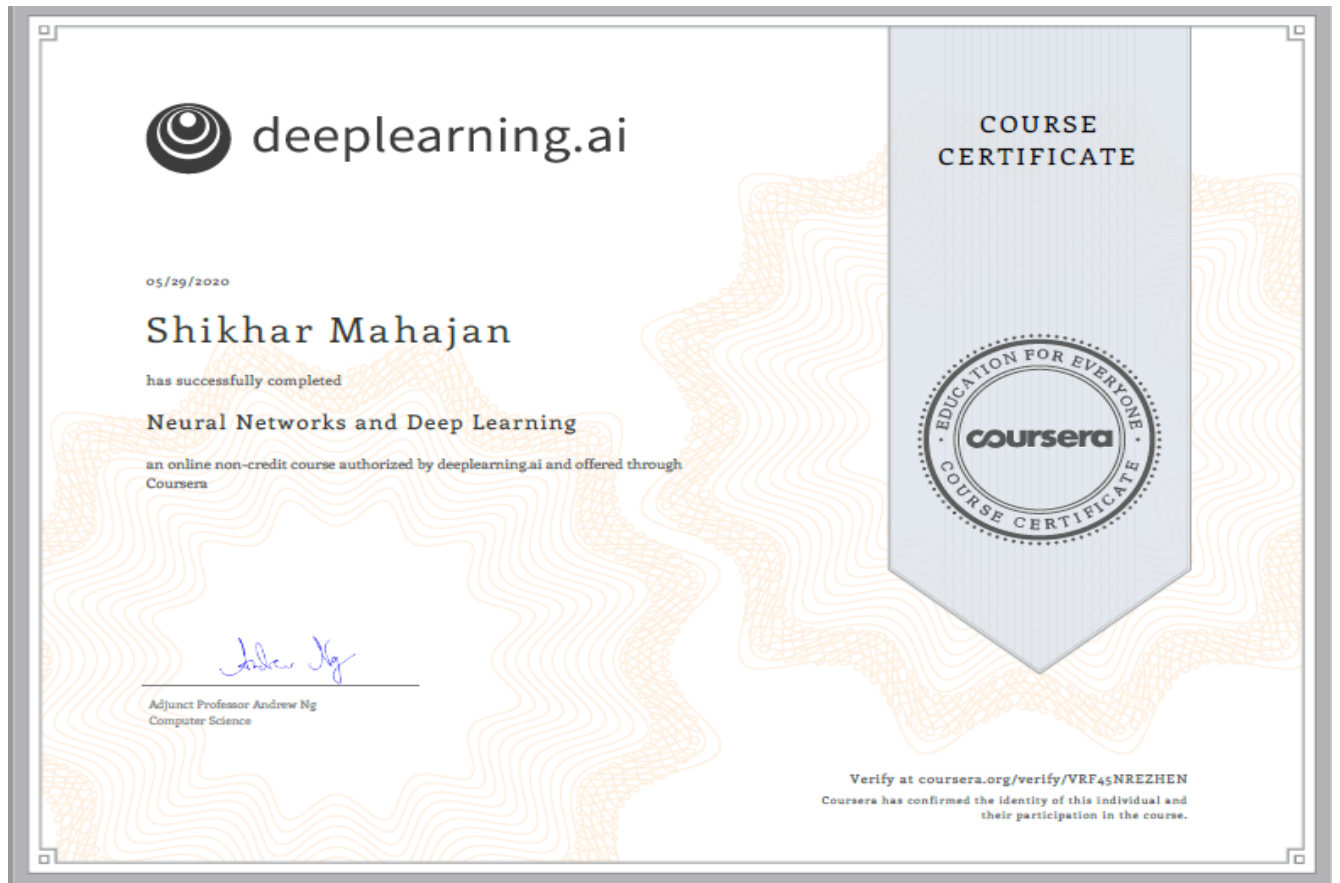 deeplearning.ai
COURSE
CERTIFICATE
05/29/2020
Shikhar Mahajan
has successfully completed
Neural Networks and Deep Learning
an online non-credit course authorized by deeplearning.ai and offered through
Coursera
EDUCATION FOR EVERYONE
coursera
COURSE CERTIFICATE
Andrew Ng
Adjunct Professor Andrew Ng
Computer Science
Verify at coursera.org/verify/VRF45NREZHEN
Coursera has confirmed the identity of this individual and
their participation in the course.